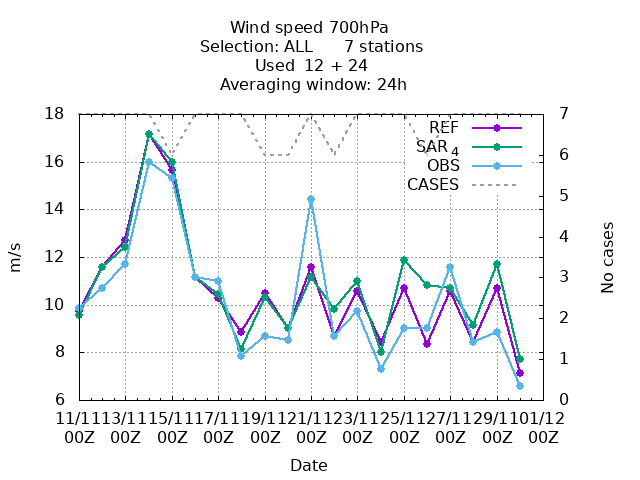 Wind speed 700hPa
Selection: ALL 7 stations
Used 12 + 24
Averaging window: 24h
18 7
REF
SAR 4
OBS
CASES
16 6
14 5
12 4
10 3
8 2
1
6 0
m/s
No cases
11/11 13/11 15/11 17/11 19/11 21/11 23/11 25/11 27/11 29/11 01/12
00Z 00Z 00Z 00Z 00Z 00Z 00Z 00Z 00Z 00Z 00Z
Date